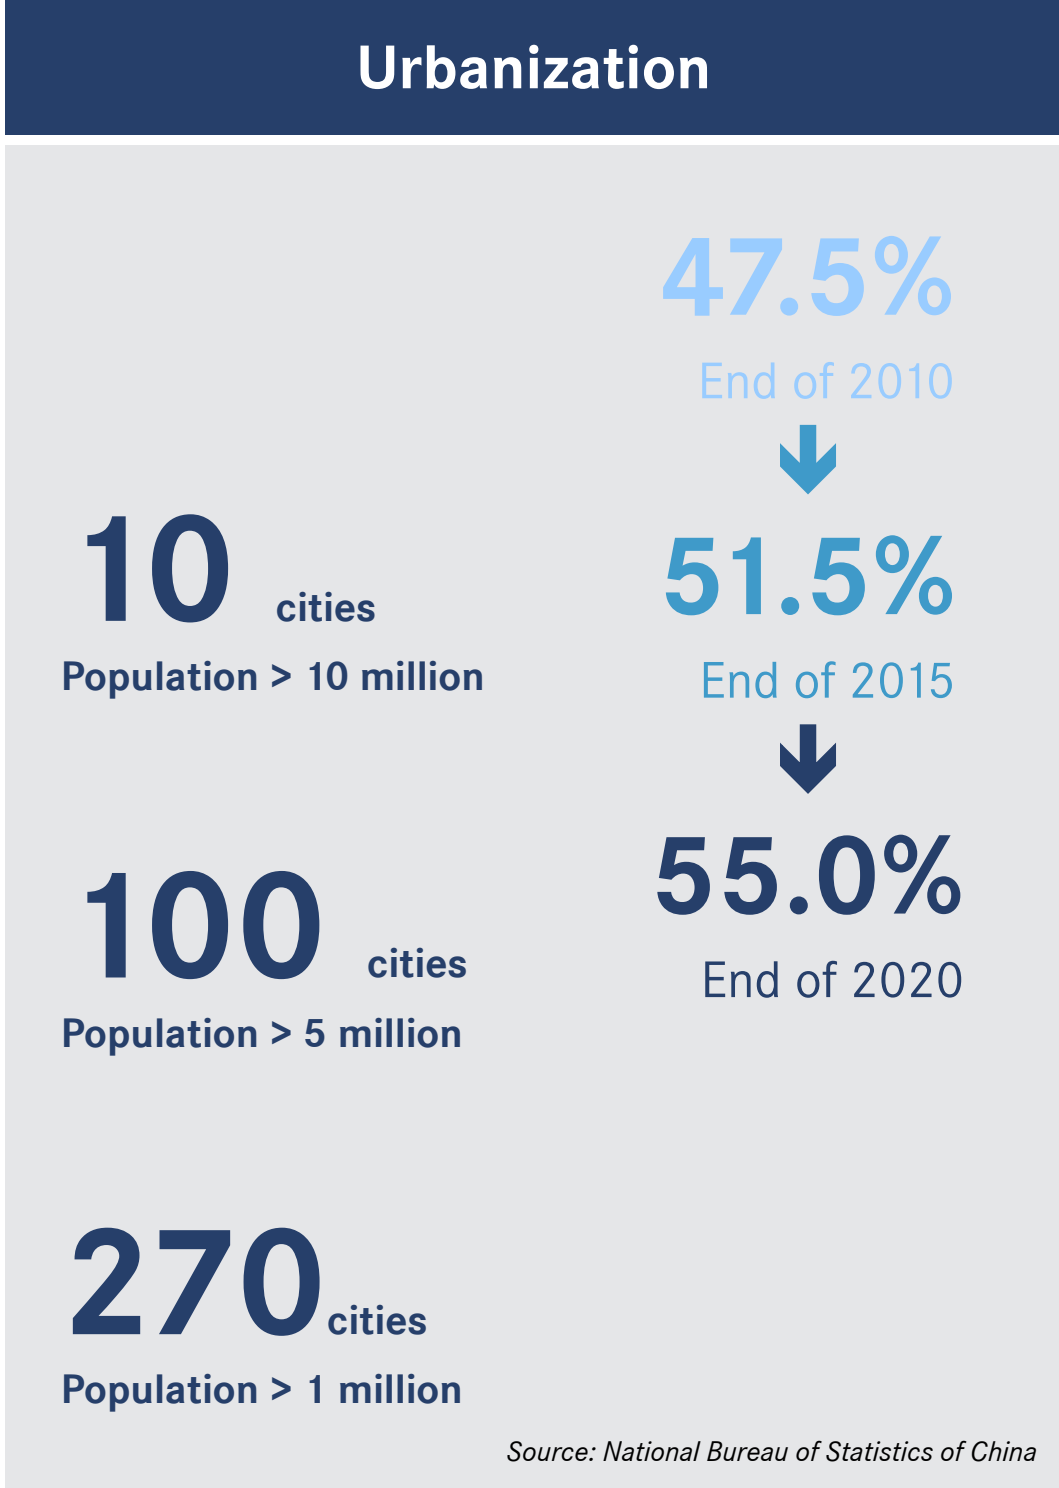 Urbanization
47.5%
End of 2010
51.5%
End of 2015
55.0%
End of 2020
10 cities
Population > 10 million
100 cities
Population > 5 million
270 cities
Population > 1 million
Source: National Bureau of Statistics of China